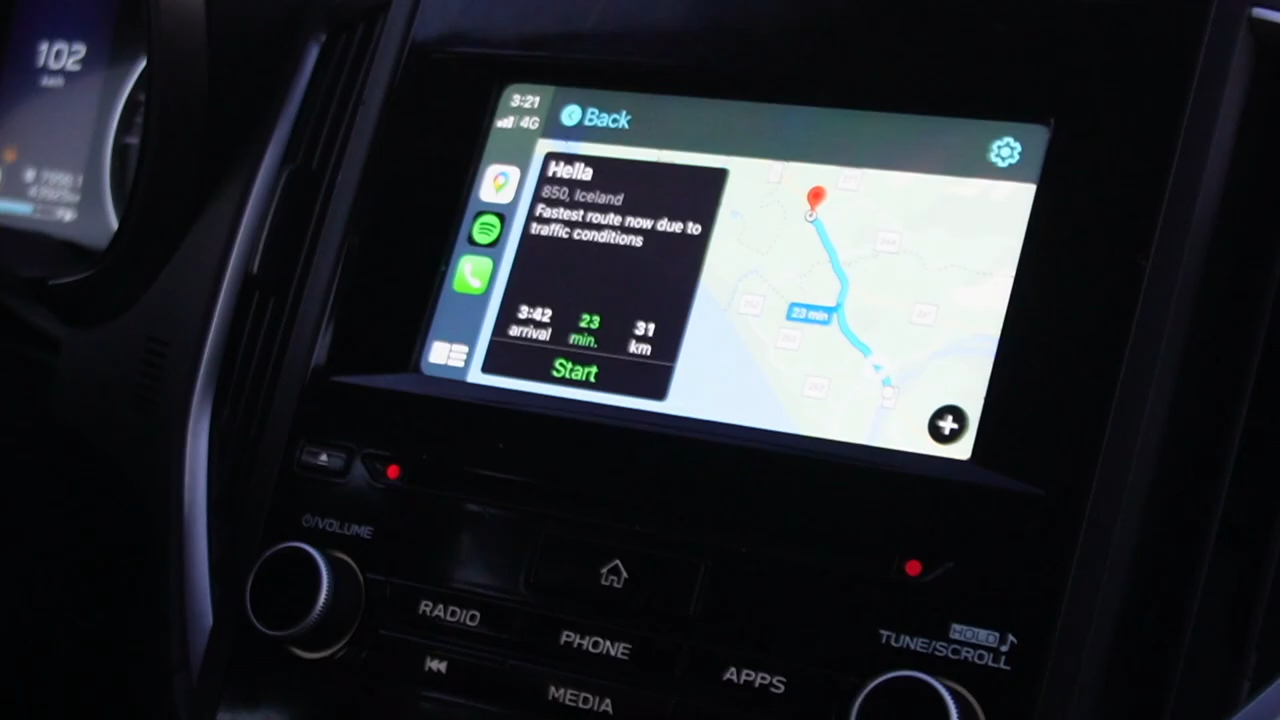 102
3:21
4G
Back
Hella
850, Iceland
Fastest route now due to
traffic conditions
3:42
arrival
23
min.
31
km
Start
23 min
/VOLUME
RADIO
PHONE
APPS
MEDIA
HOLD
TUNE/SCROLL